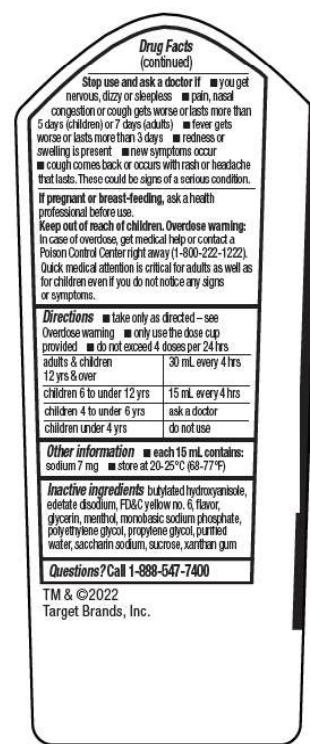 Drug Facts
(continued)
Stop use and ask a doctor if ■ you get
nervous, dizzy or sleepless ■ pain, nasal
congestion or cough gets worse or lasts more than
5 days (children) or 7 days (adults) ■ fever gets
worse or lasts more than 3 days ■ redness or
swelling is present ■ new symptoms occur
■ cough comes back or occurs with rash or headache
that lasts. These could be signs of a serious condition.
If pregnant or breast-feeding, ask a health
professional before use.
Keep out of reach of children. Overdose warning:
In case of overdose, get medical help or contact a
Poison Control Center right away (1-800-222-1222).
Quick medical attention is critical for adults as well as
for children even if you do not notice any signs
or symptoms.
Directions ■ take only as directed – see
Overdose warning ■ only use the dose cup
provided ■ do not exceed 4 doses per 24 hrs
adults & children 30 mL every 4 hrs
12 yrs & over
children 6 to under 12 yrs 15 mL every 4 hrs
children 4 to under 6 yrs ask a doctor
children under 4 yrs do not use
Other information ■ each 15 mL contains:
sodium 7 mg ■ store at 20-25°C (68-77°F)
Inactive ingredients butylated hydroxyanisole,
edetate disodium, FD&C yellow no. 6, flavor,
glycerin, menthol, monobasic sodium phosphate,
polyethylene glycol, propylene glycol, purified
water, saccharin sodium, sucrose, xanthan gum
Questions? Call 1-888-547-7400
TM & ©2022
Target Brands, Inc.